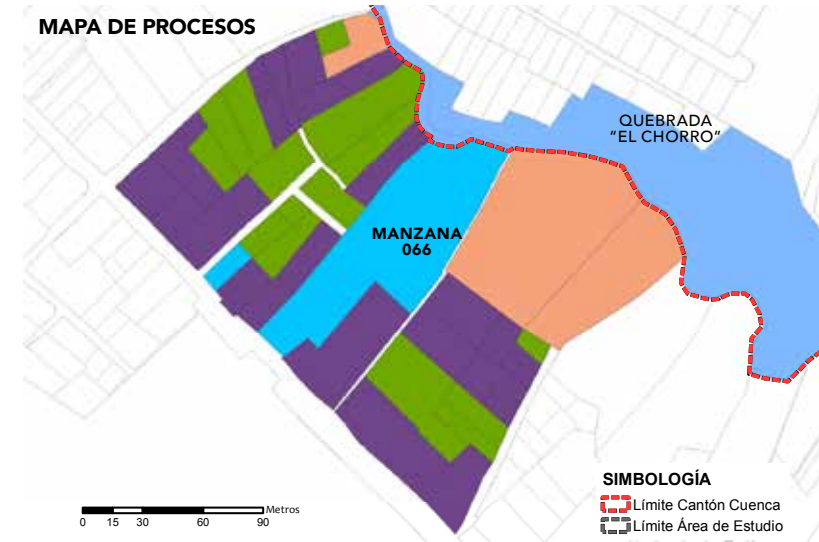 MAPA DE PROCESOS
QUEBRADA
"EL CHORRO"
MANZANA
066
SIMBOLOGÍA
Límite Cantón Cuenca
Límite Área de Estudio
Metros
0 15 30 60 90